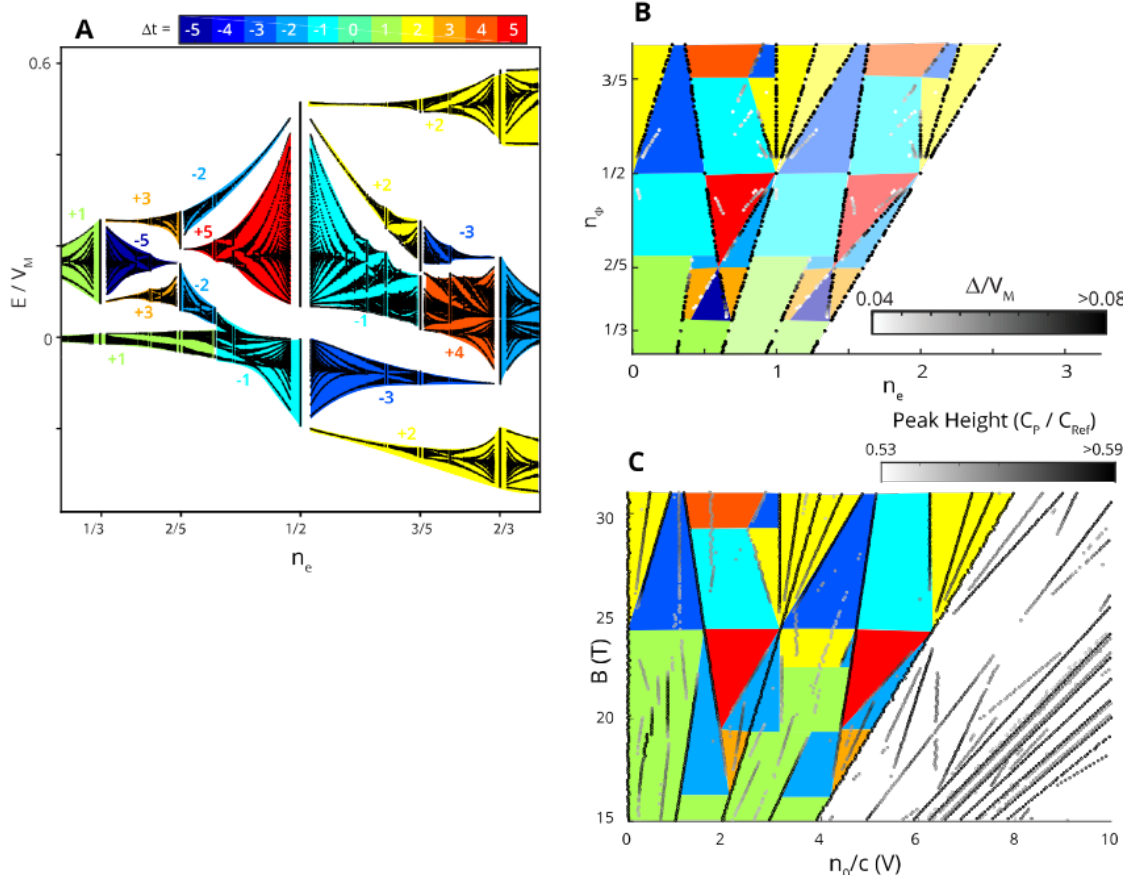 A
Δt =
-5 -4 -3 -2 -1 0 1 2 3 4 5
0.6
0
E / V_M
+1
+3
-2
-5
+5
+3
-2
+1
-1
+2
+2
-3
-1
+4
-3
+2
1/3 2/5 1/2 3/5 2/3
n_e
B
3/5
1/2
2/5
1/3
n_Φ
Δ/V_M
0.04 >0.08
0 1 2 3
n_e
Peak Height (C_P / C_Ref)
0.53 >0.59
C
30
25
20
15
B (T)
0 2 4 6 8 10
n_0/c (V)